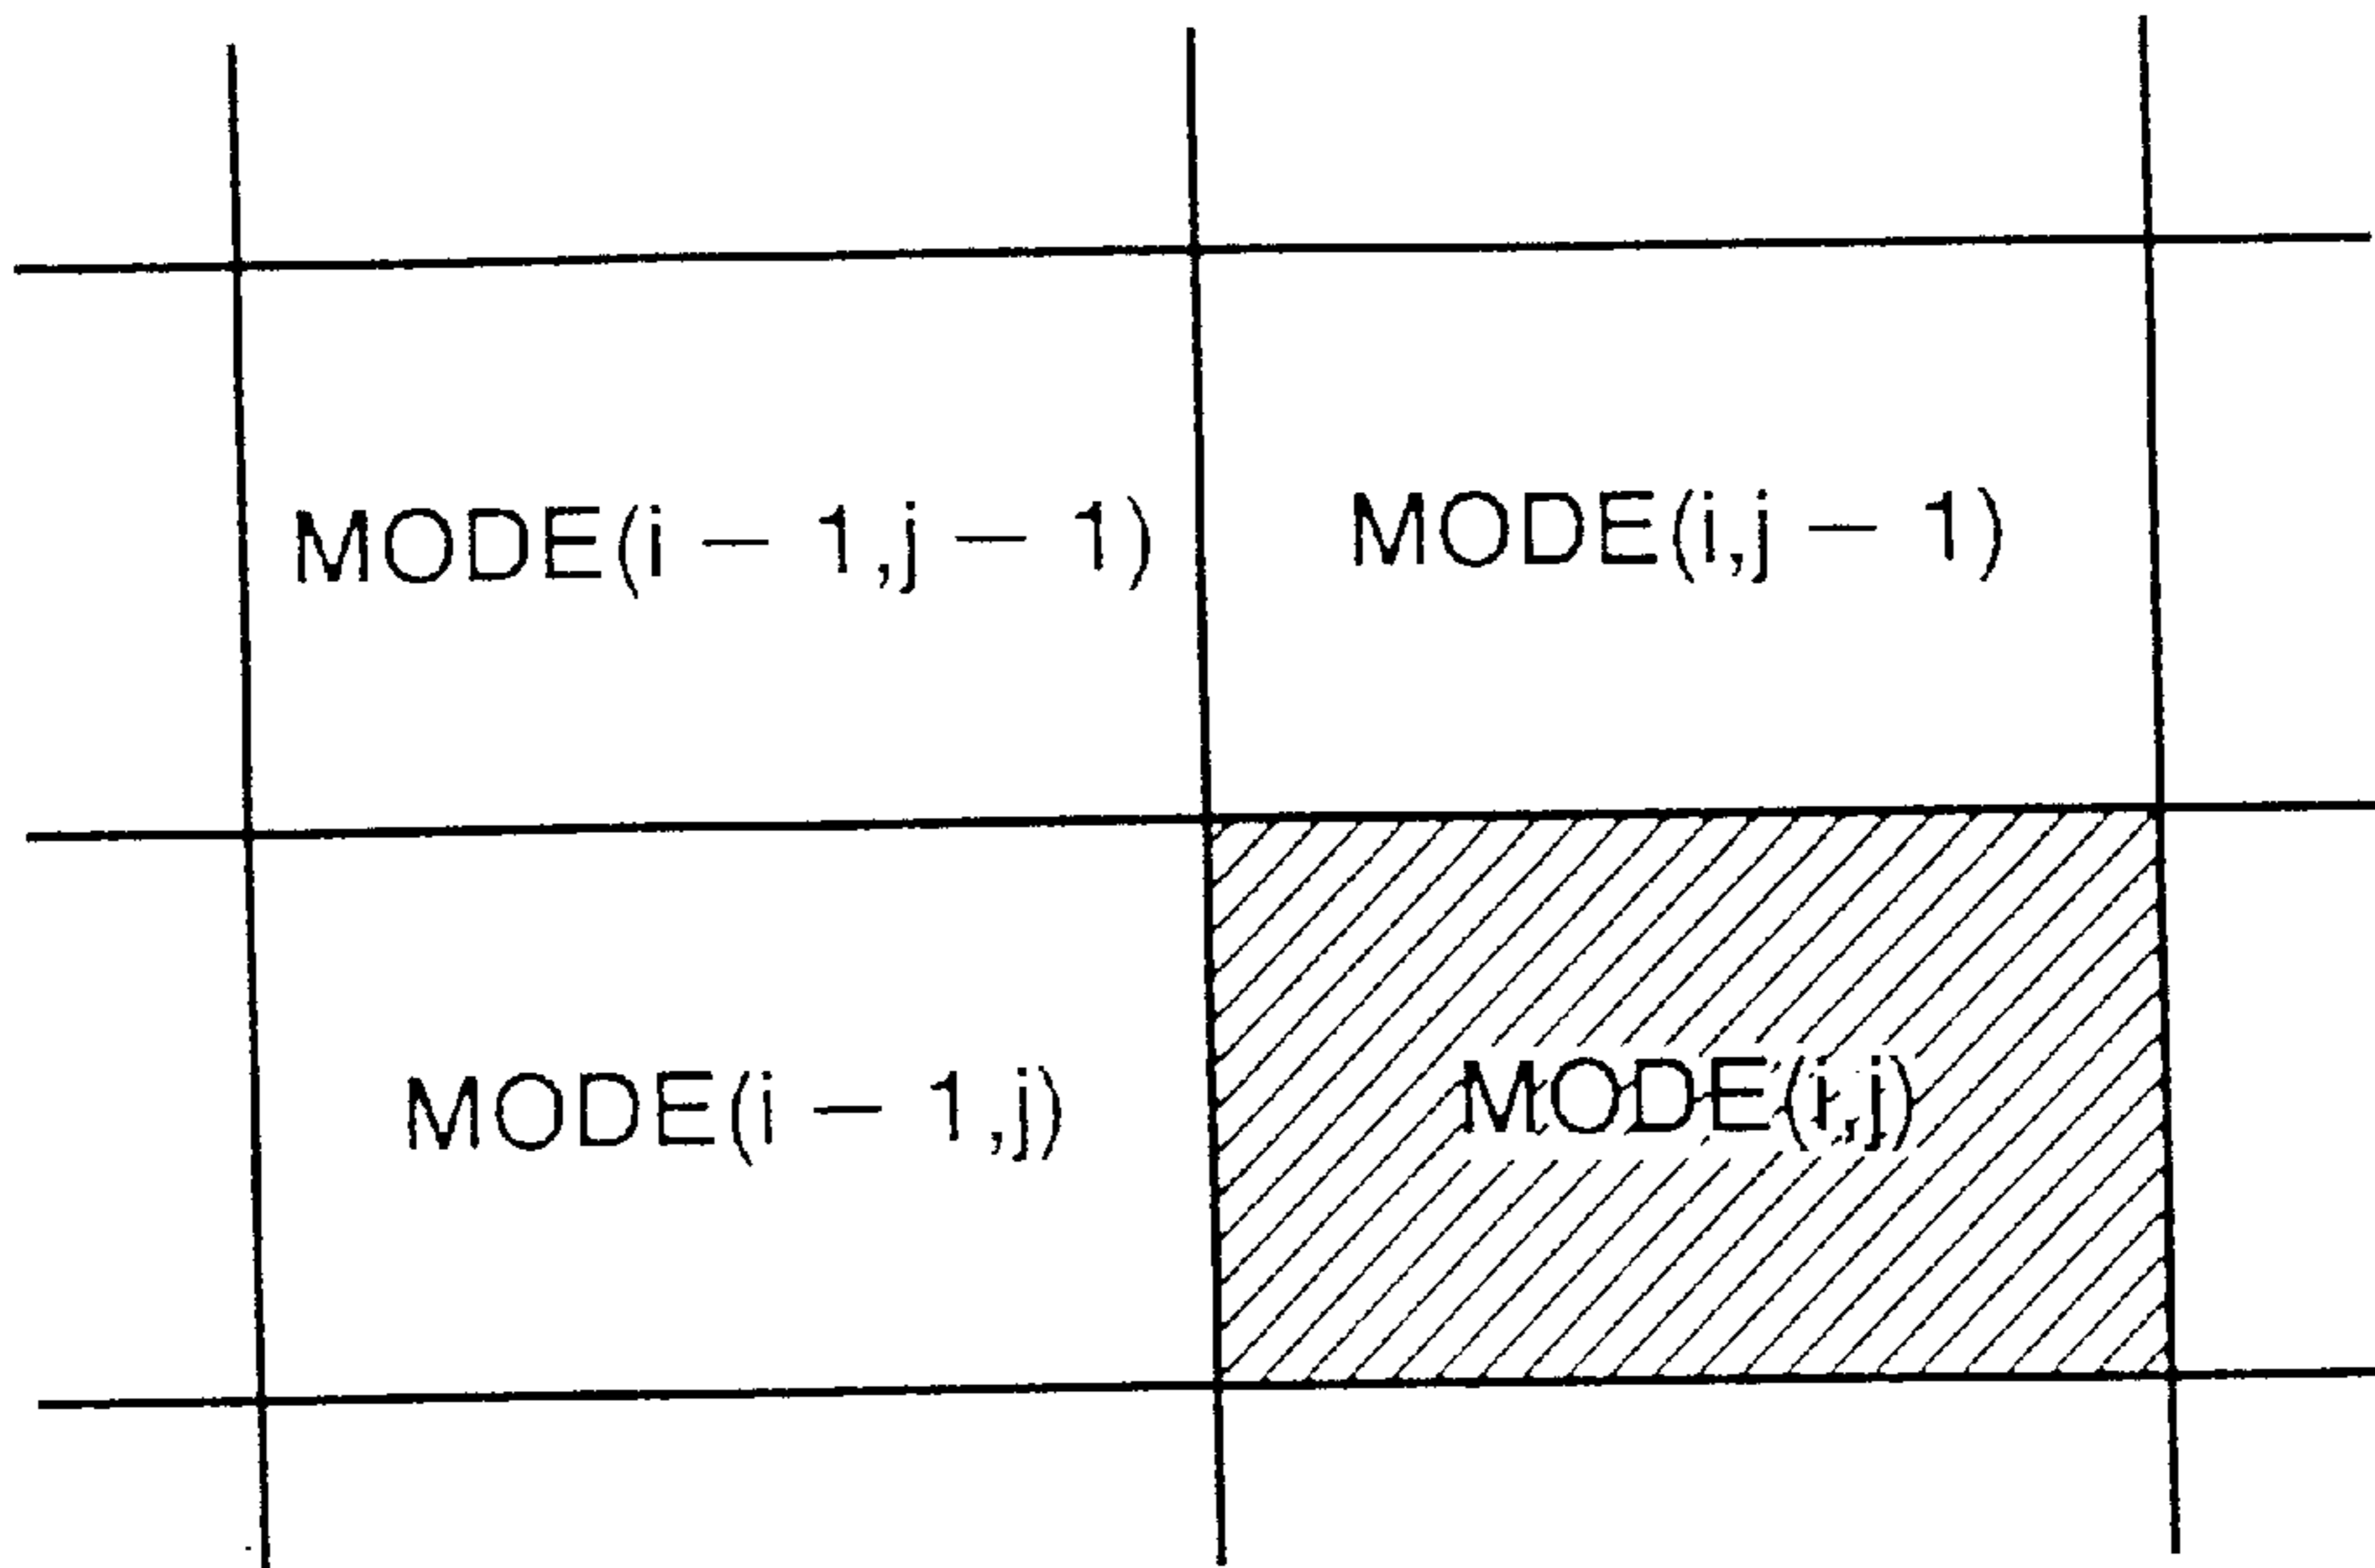 MODE(i − 1,j − 1) MODE(i,j − 1)
MODE(i − 1,j) MODE(i,j)